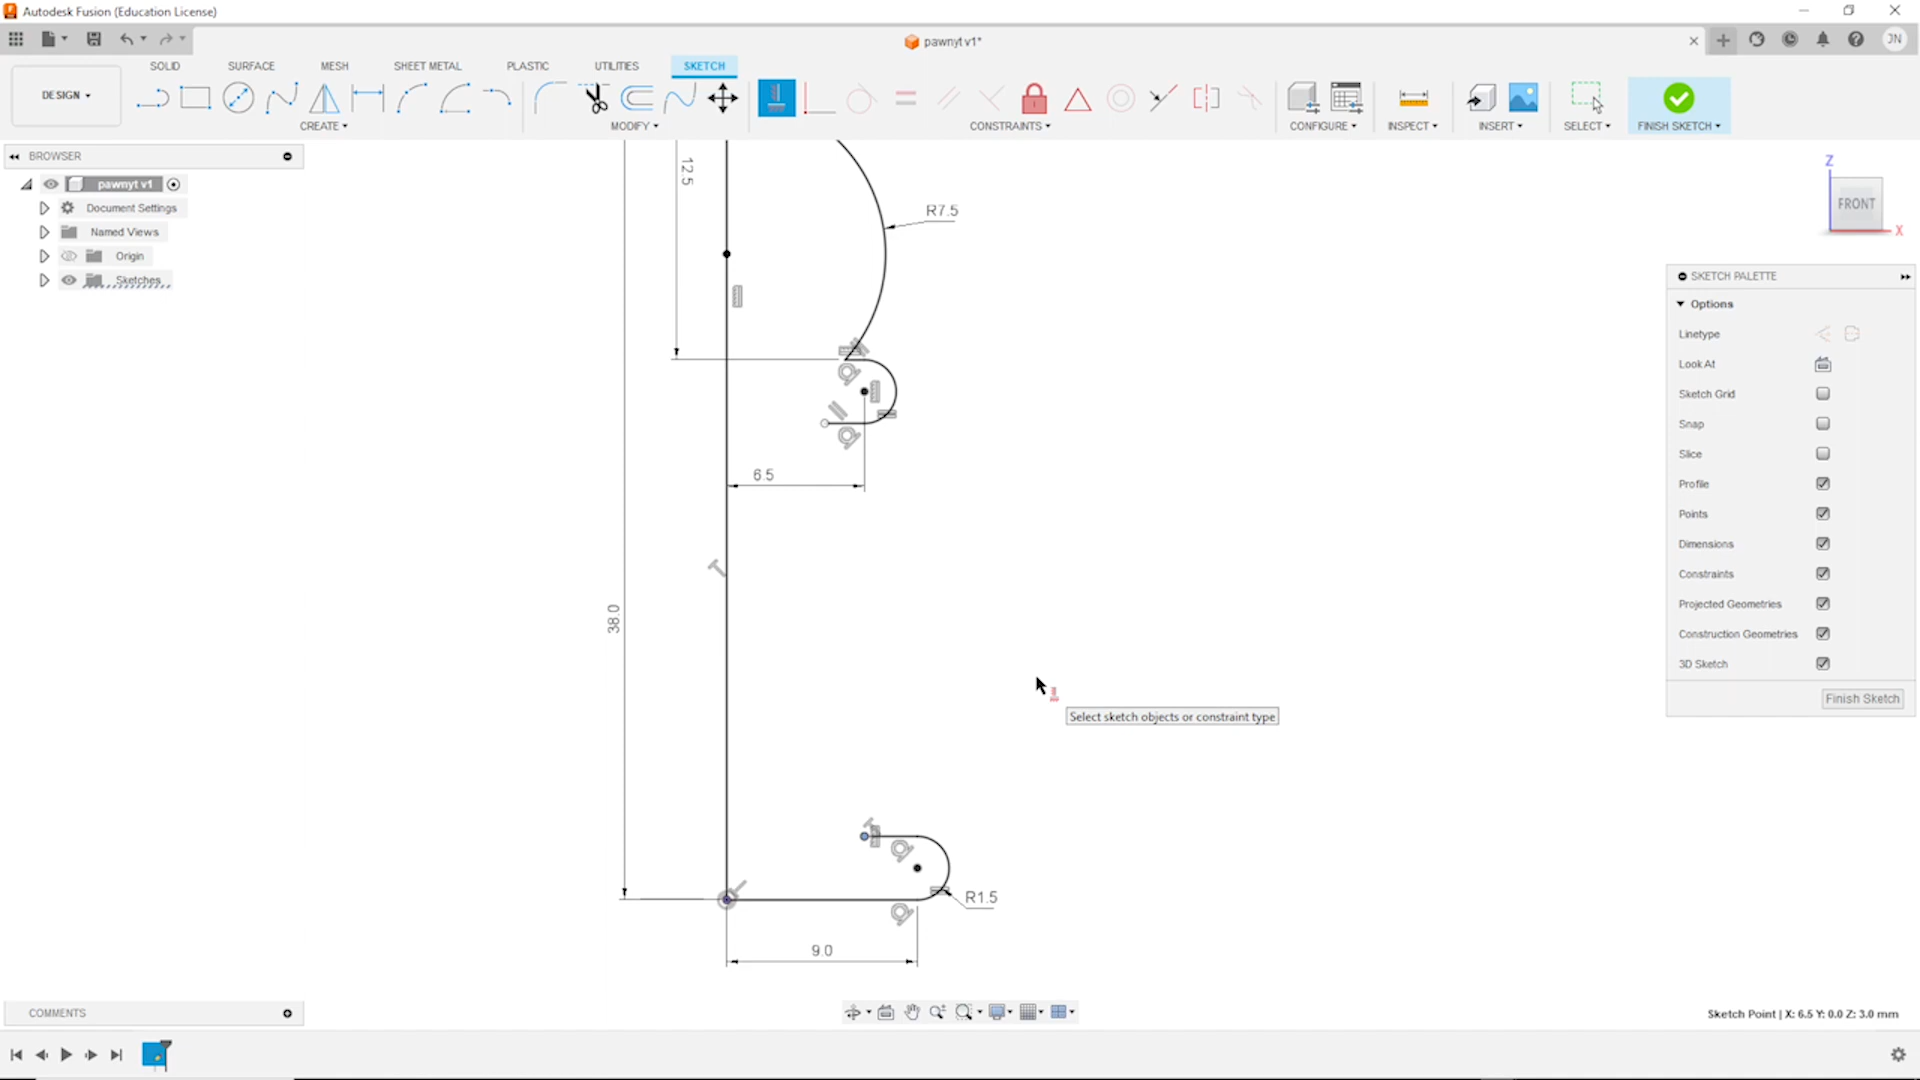 Autodesk Fusion (Education License)
pawnyt v1*
JN
SOLID
SURFACE
MESH
SHEET METAL
PLASTIC
UTILITIES
SKETCH
DESIGN
CREATE
MODIFY
CONSTRAINTS
CONFIGURE
INSPECT
INSERT
SELECT
FINISH SKETCH
BROWSER
pawnyt v1
Document Settings
Named Views
Origin
Sketches
12.5
R7.5
6.5
38.0
R1.5
9.0
Select sketch objects or constraint type
Z
FRONT
X
SKETCH PALETTE
Options
Linetype
Look At
Sketch Grid
Snap
Slice
Profile
Points
Dimensions
Constraints
Projected Geometries
Construction Geometries
3D Sketch
Finish Sketch
COMMENTS
Sketch Point | X: 6.5 Y: 0.0 Z: 3.0 mm